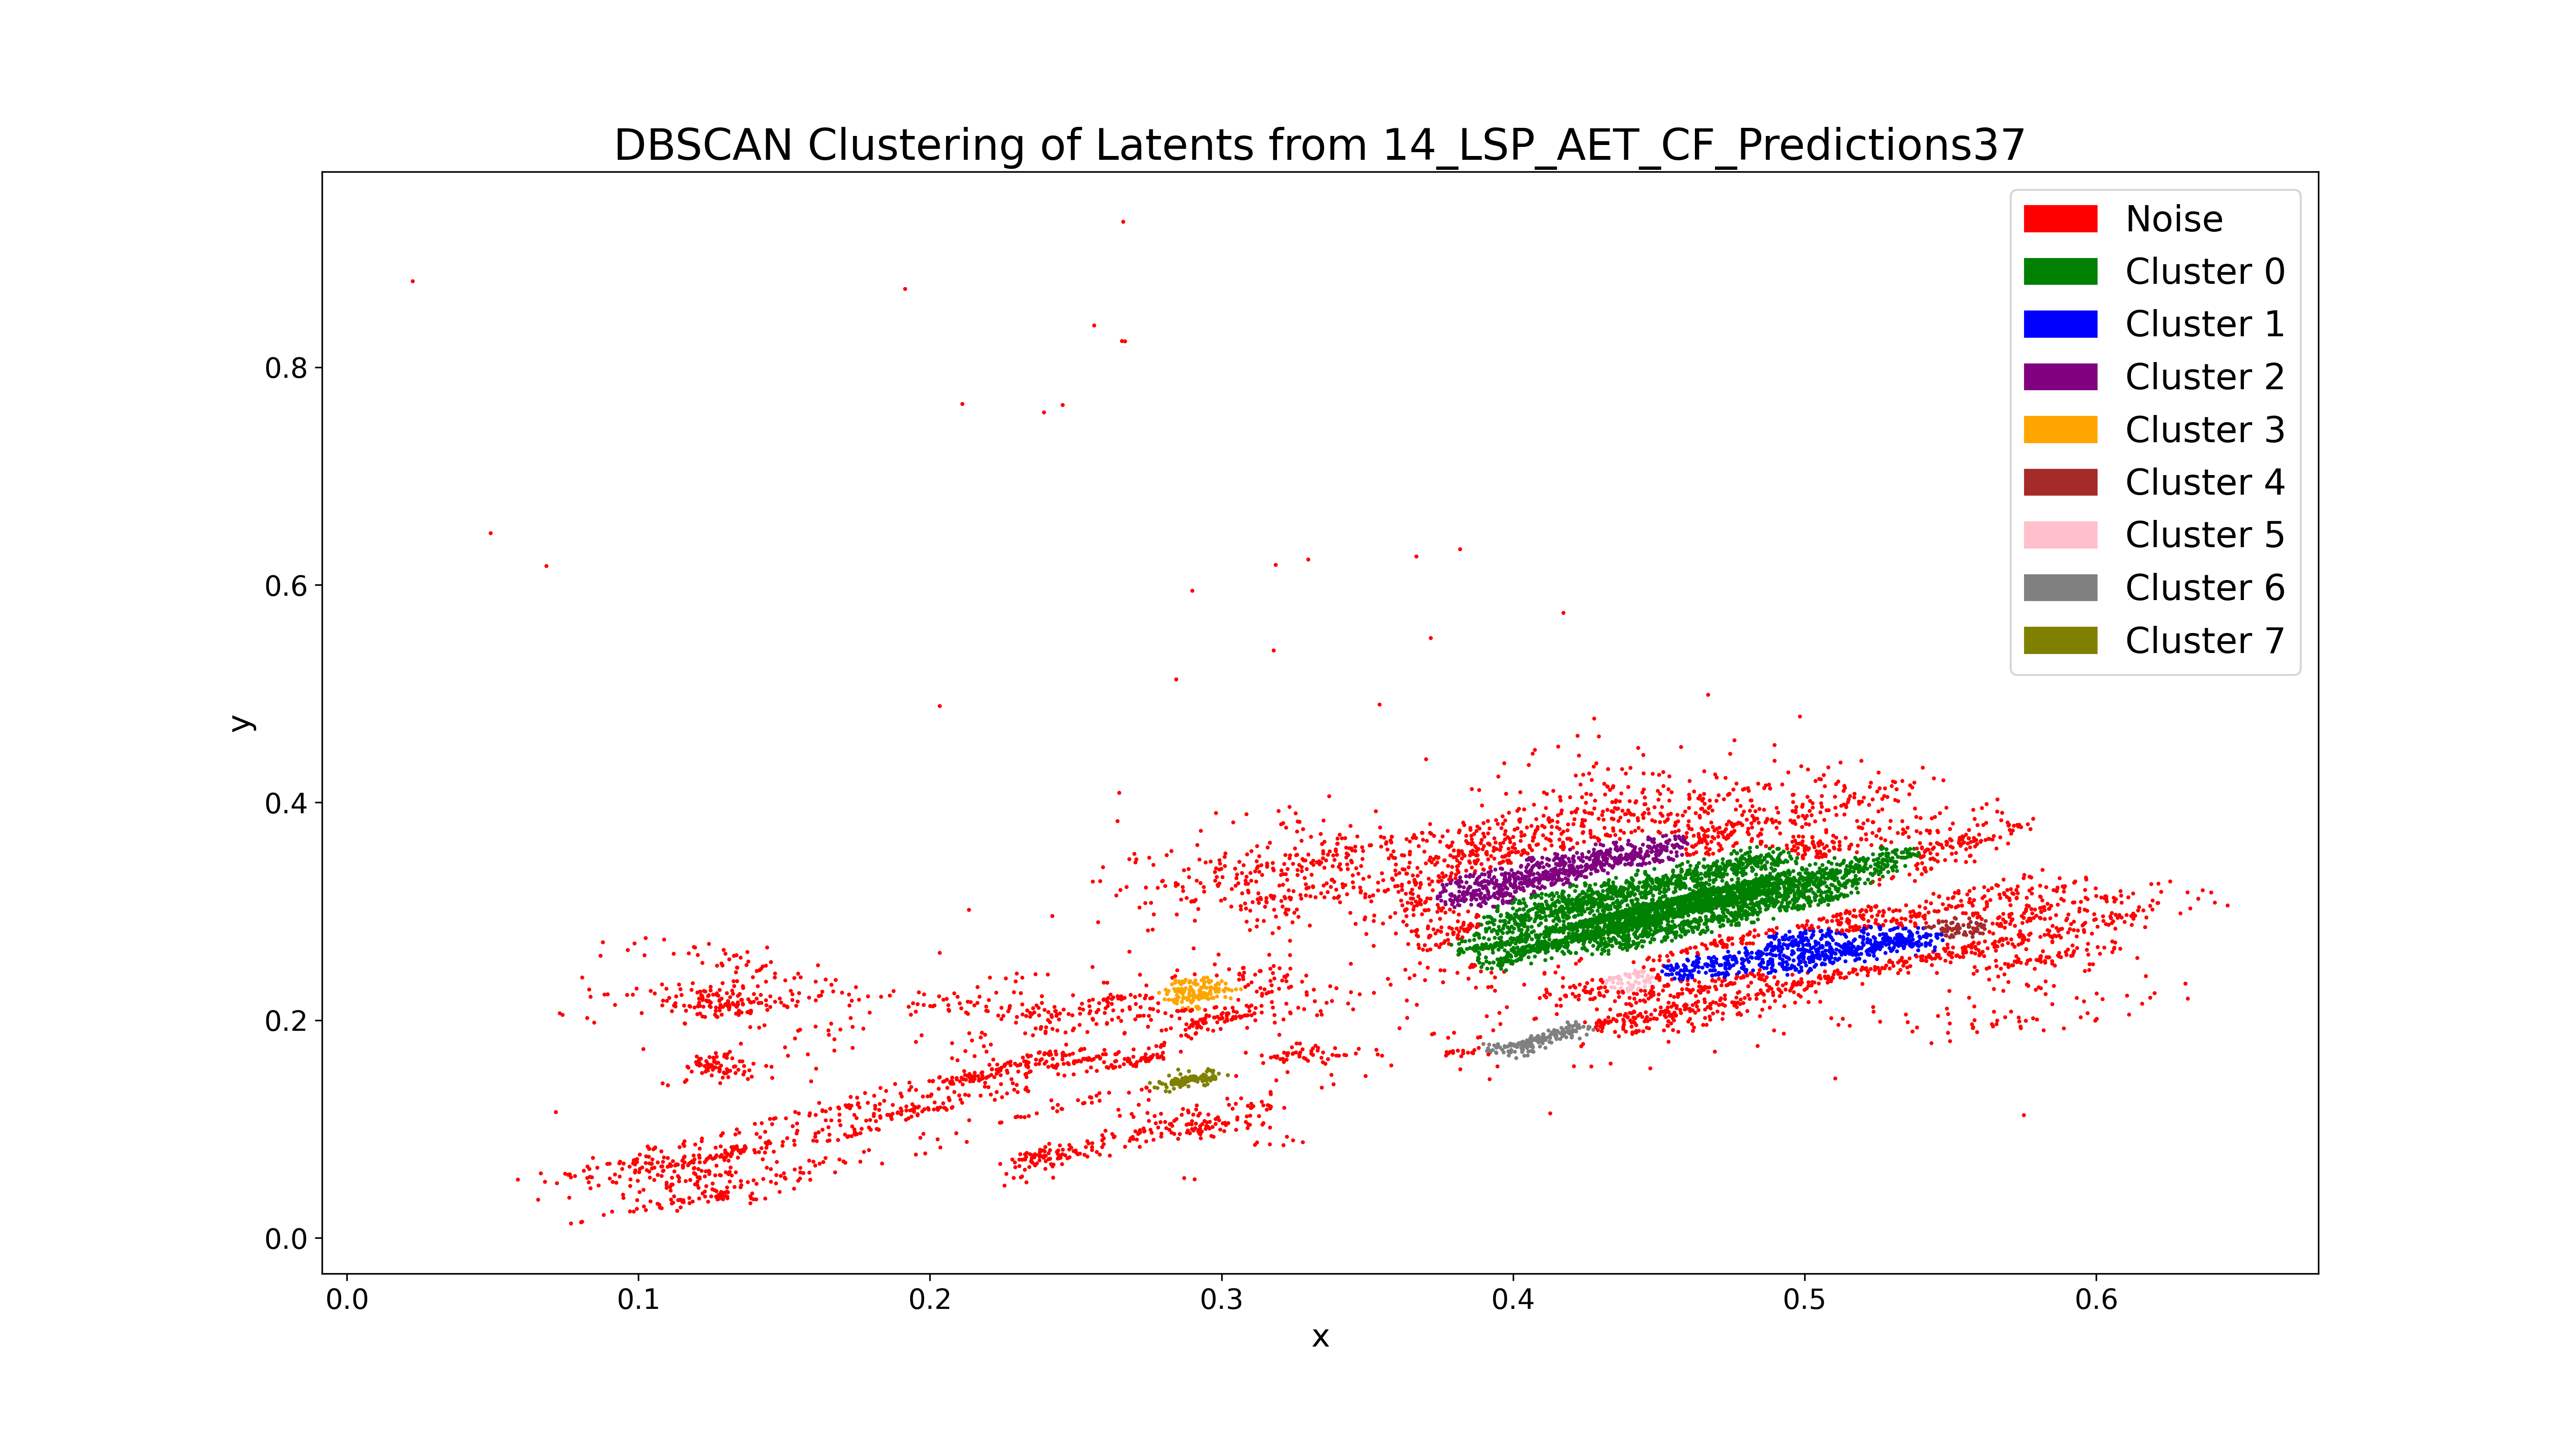 DBSCAN Clustering of Latents from 14_LSP_AET_CF_Predictions37
Noise
Cluster 0
Cluster 1
Cluster 2
Cluster 3
Cluster 4
Cluster 5
Cluster 6
Cluster 7
y
0.8
0.6
0.4
0.2
0.0
0.0 0.1 0.2 0.3 0.4 0.5 0.6
x